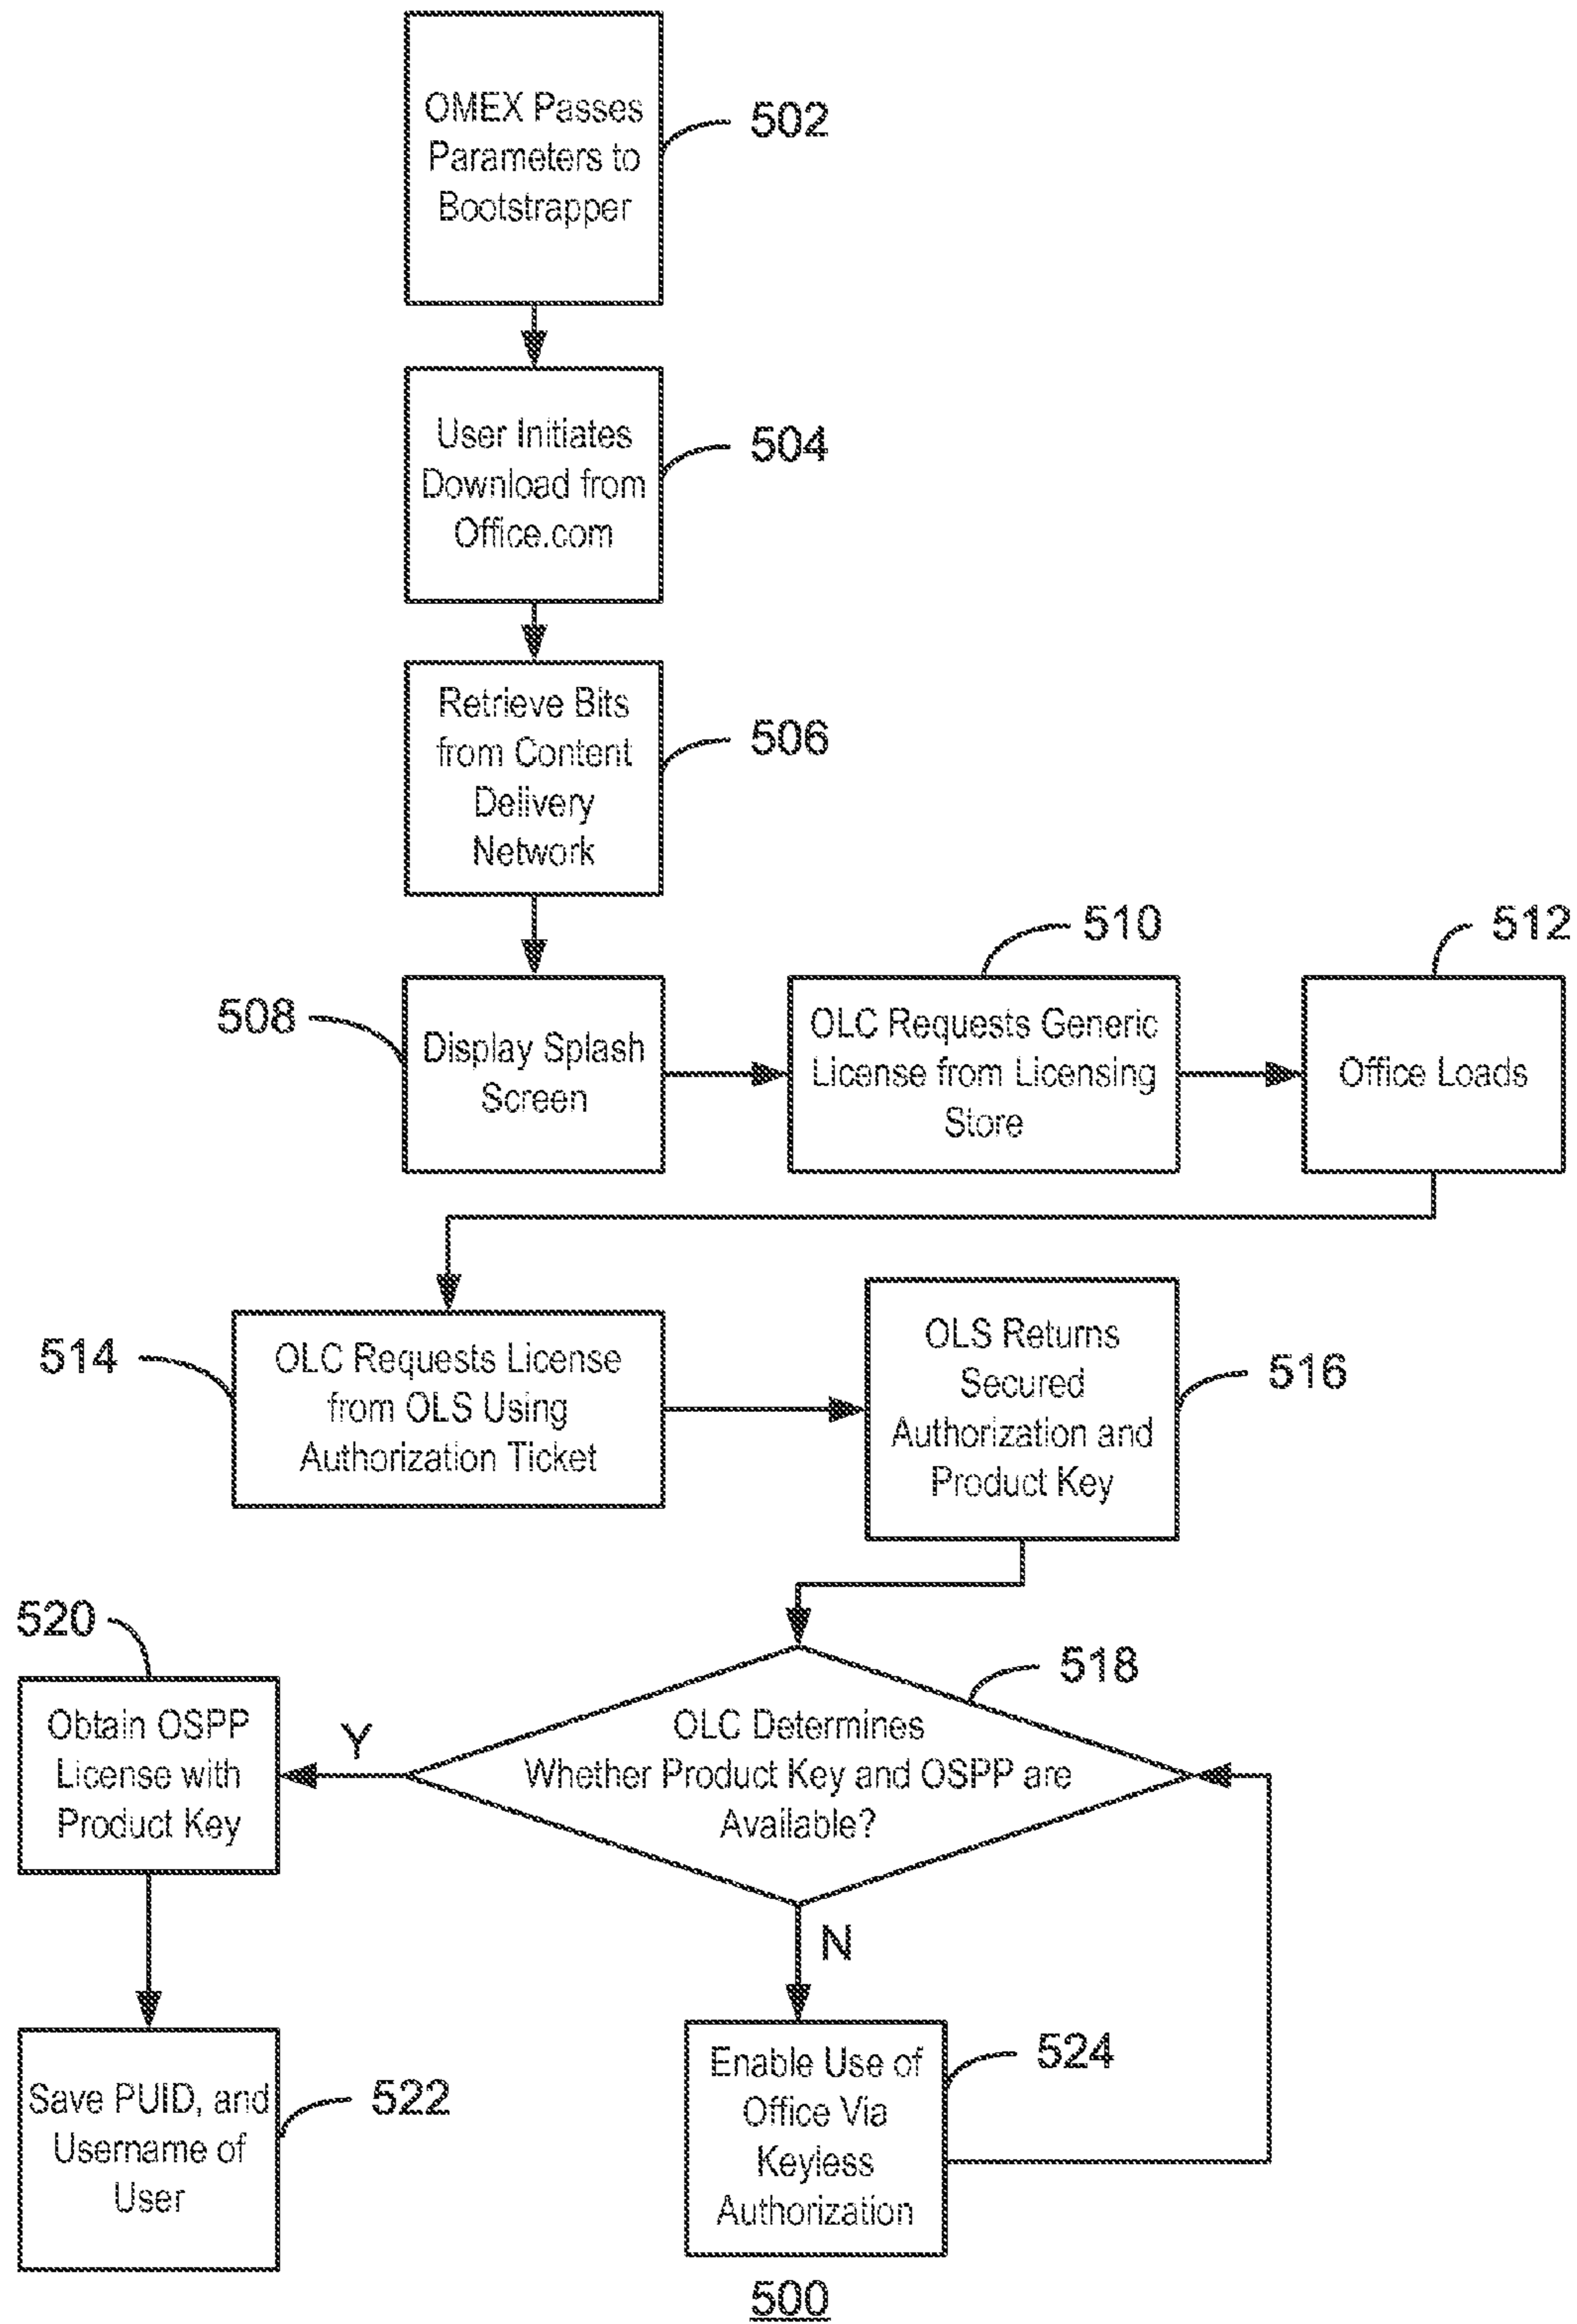 OMEX Passes
Parameters to
Bootstrapper
502
User Initiates
Download from
Office.com
504
Retrieve Bits
from Content
Delivery
Network
506
508
Display Splash
Screen
510
OLC Requests Generic
License from Licensing
Store
512
Office Loads
514
OLC Requests License
from OLS Using
Authorization Ticket
OLS Returns
Secured
Authorization and
Product Key
516
518
OLC Determines
Whether Product Key and OSPP are
Available?
Y
520
Obtain OSPP
License with
Product Key
Save PUID, and
Username of
User
522
N
Enable Use of
Office Via
Keyless
Authorization
524
500